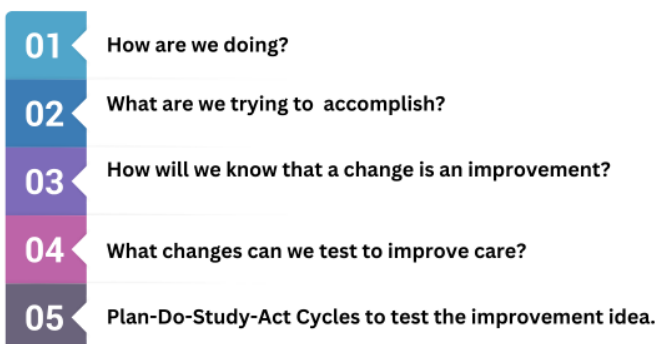 01 How are we doing?
02 What are we trying to accomplish?
03 How will we know that a change is an improvement?
04 What changes can we test to improve care?
05 Plan-Do-Study-Act Cycles to test the improvement idea.